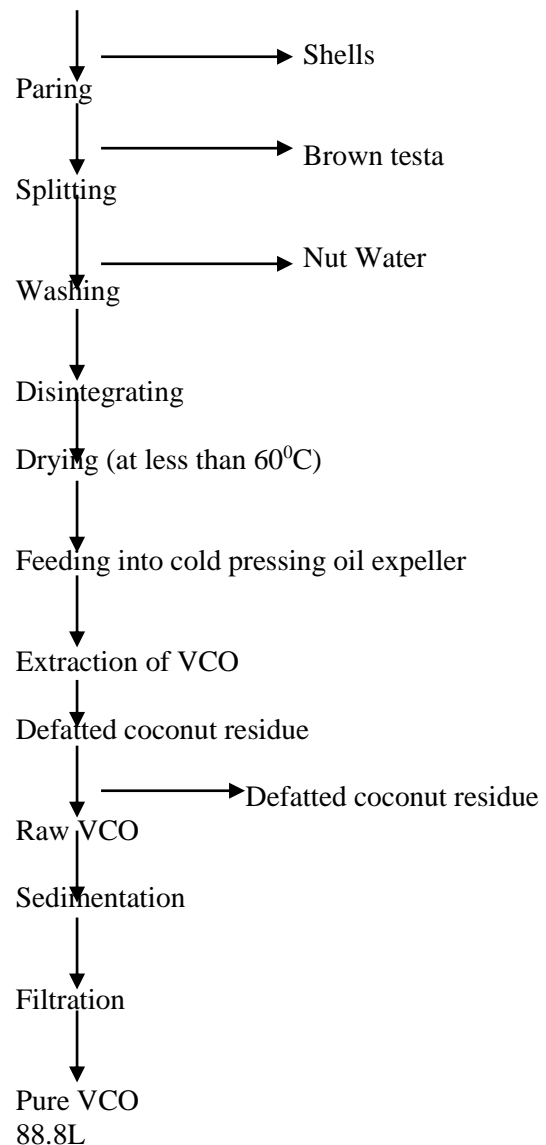 Shells
Paring
Brown testa
Splitting
Nut Water
Washing
Disintegrating
Drying (at less than 60⁰C)
Feeding into cold pressing oil expeller
Extraction of VCO
Defatted coconut residue
Defatted coconut residue
Raw VCO
Sedimentation
Filtration
Pure VCO
88.8L